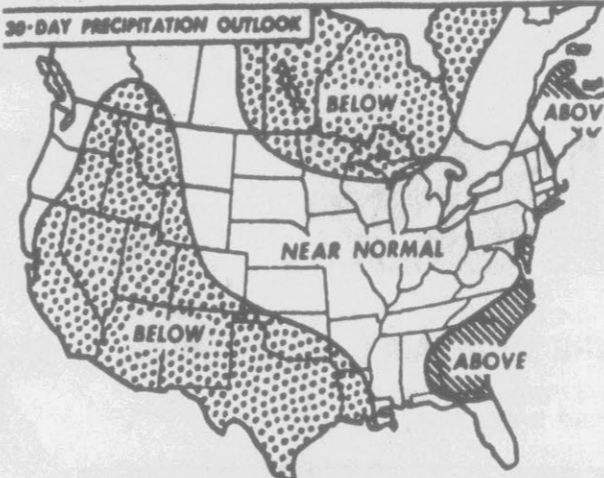 30-DAY PRECIPITATION OUTLOOK
BELOW
ABOV
NEAR NORMAL
BELOW
ABOVE